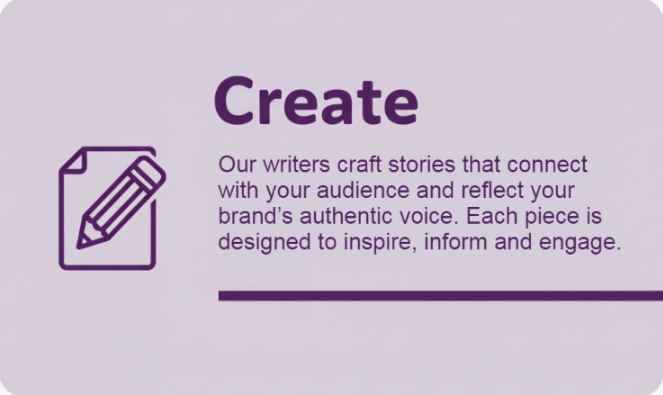 Create
Our writers craft stories that connect
with your audience and reflect your
brand's authentic voice. Each piece is
designed to inspire, inform and engage.